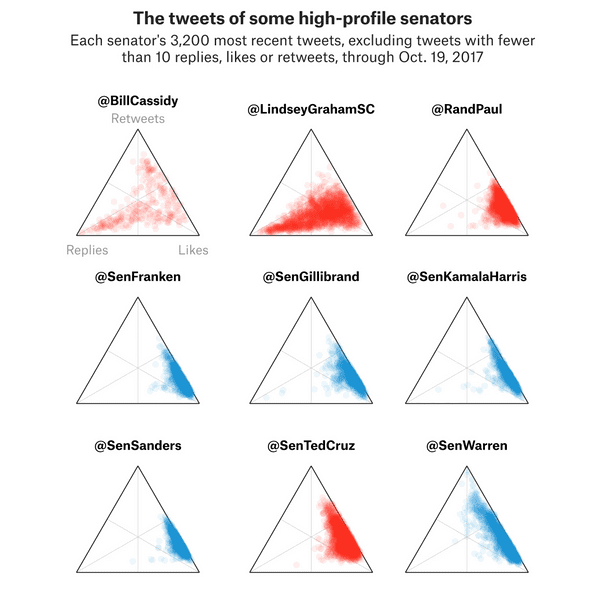 The tweets of some high-profile senators
Each senator's 3,200 most recent tweets, excluding tweets with fewer
than 10 replies, likes or retweets, through Oct. 19, 2017
@BillCassidy
@LindseyGrahamSC
@RandPaul
Retweets
Replies
Likes
@SenFranken
@SenGillibrand
@SenKamalaHarris
@SenSanders
@SenTedCruz
@SenWarren